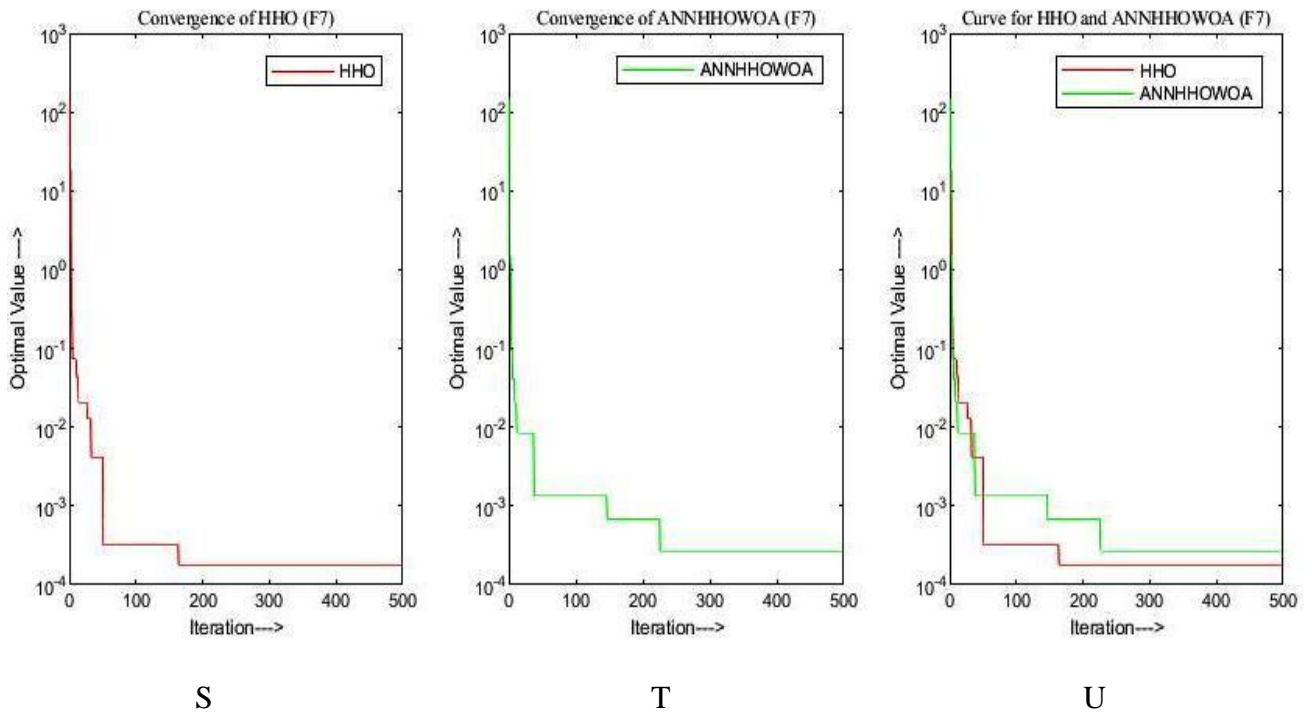 Convergence of HHO (F7)
10^3
10^2
10^1
10^0
10^-1
10^-2
10^-3
10^-4
Optimal Value --->
HHO
0 100 200 300 400 500
Iteration--->
S
Convergence of ANNHHOWOA (F7)
10^3
10^2
10^1
10^0
10^-1
10^-2
10^-3
10^-4
Optimal Value --->
ANNHHOWOA
0 100 200 300 400 500
Iteration--->
T
Curve for HHO and ANNHHOWOA (F7)
10^3
10^2
10^1
10^0
10^-1
10^-2
10^-3
10^-4
Optimal Value --->
HHO
ANNHHOWOA
0 100 200 300 400 500
Iteration--->
U